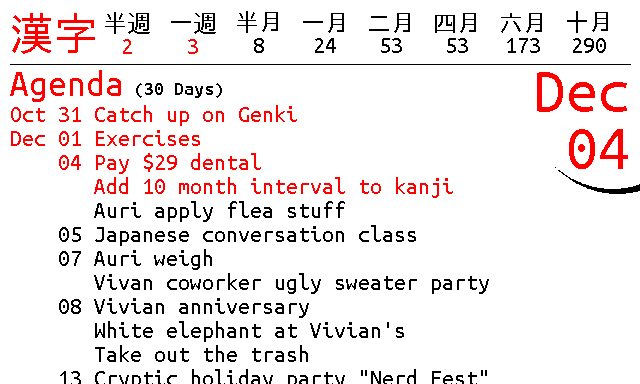 漢字 半週 一週 半月 一月 二月 四月 六月 十月
2 3 8 24 53 53 173 290
Agenda (30 Days)
Dec
04
Oct 31 Catch up on Genki
Dec 01 Exercises
04 Pay $29 dental
Add 10 month interval to kanji
Auri apply flea stuff
05 Japanese conversation class
07 Auri weigh
Vivan coworker ugly sweater party
08 Vivian anniversary
White elephant at Vivian's
Take out the trash
13 Cryptic holiday party "Nerd Fest"